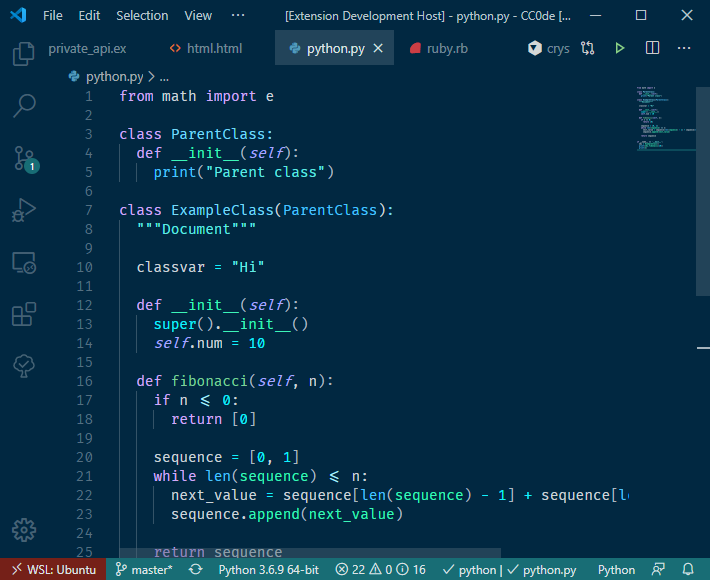 File Edit Selection View ··· [Extension Development Host] - python.py - CC0de [...
private_api.ex html.html python.py ruby.rb crys
python.py > ...
1 from math import e
2
3 class ParentClass:
4 def __init__(self):
5 print("Parent class")
6
7 class ExampleClass(ParentClass):
8 """Document"""
9
10 classvar = "Hi"
11
12 def __init__(self):
13 super().__init__()
14 self.num = 10
15
16 def fibonacci(self, n):
17 if n <= 0:
18 return [0]
19
20 sequence = [0, 1]
21 while len(sequence) <= n:
22 next_value = sequence[len(sequence) - 1] + sequence[l
23 sequence.append(next_value)
24
25 return sequence
1
WSL: Ubuntu master* Python 3.6.9 64-bit 22 0 16 ✓ python | ✓ python.py Python